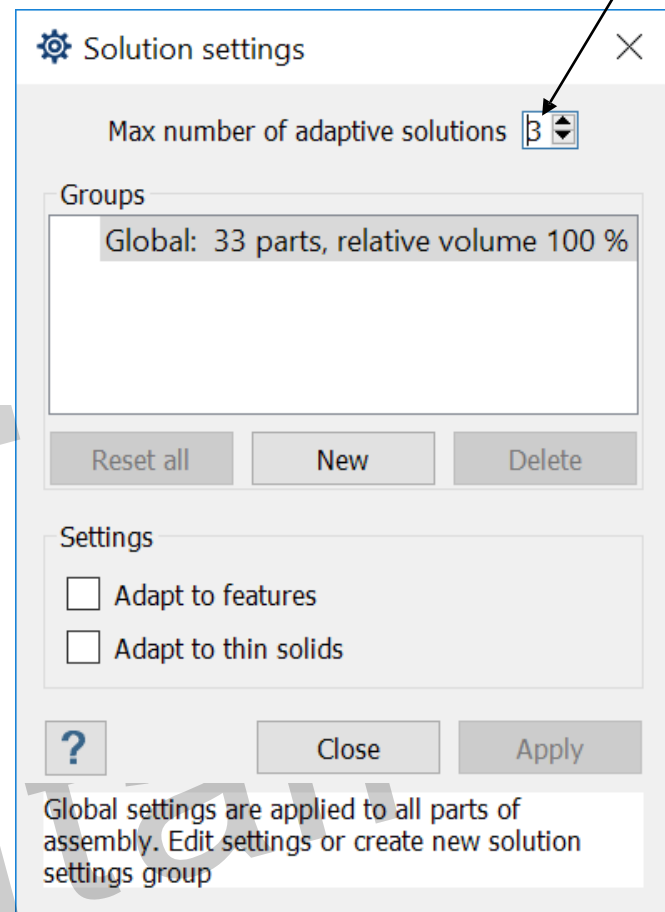 Solution settings
Max number of adaptive solutions 3
Groups
Global: 33 parts, relative volume 100 %
Reset all New Delete
Settings
Adapt to features
Adapt to thin solids
? Close Apply
Global settings are applied to all parts of
assembly. Edit settings or create new solution
settings group